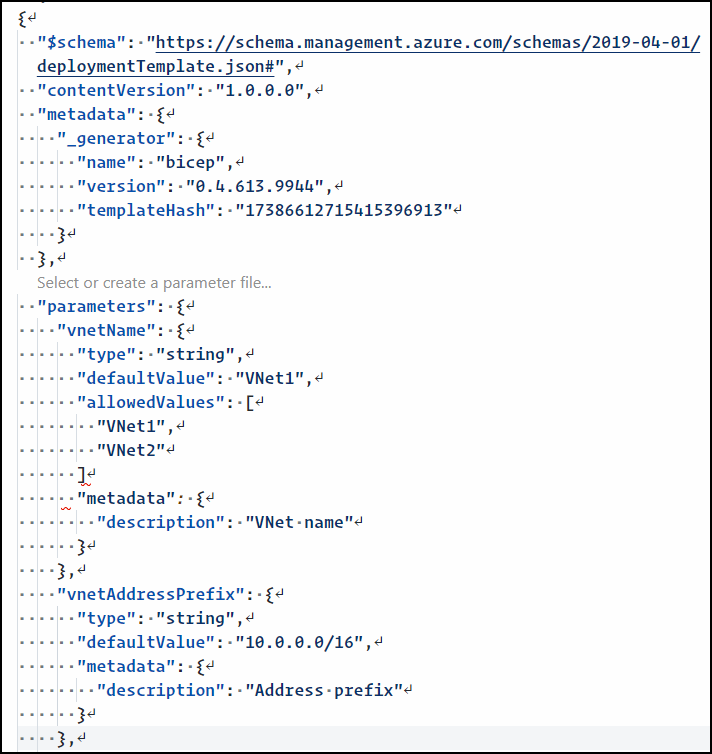 {
"$schema": "https://schema.management.azure.com/schemas/2019-04-01/
deploymentTemplate.json#",
"contentVersion": "1.0.0.0",
"metadata": {
"_generator": {
"name": "bicep",
"version": "0.4.613.9944",
"templateHash": "17386612715415396913"
}
},
Select or create a parameter file...
"parameters": {
"vnetName": {
"type": "string",
"defaultValue": "VNet1",
"allowedValues": [
"VNet1",
"VNet2"
]
"metadata": {
"description": "VNet name"
}
},
"vnetAddressPrefix": {
"type": "string",
"defaultValue": "10.0.0.0/16",
"metadata": {
"description": "Address prefix"
}
},